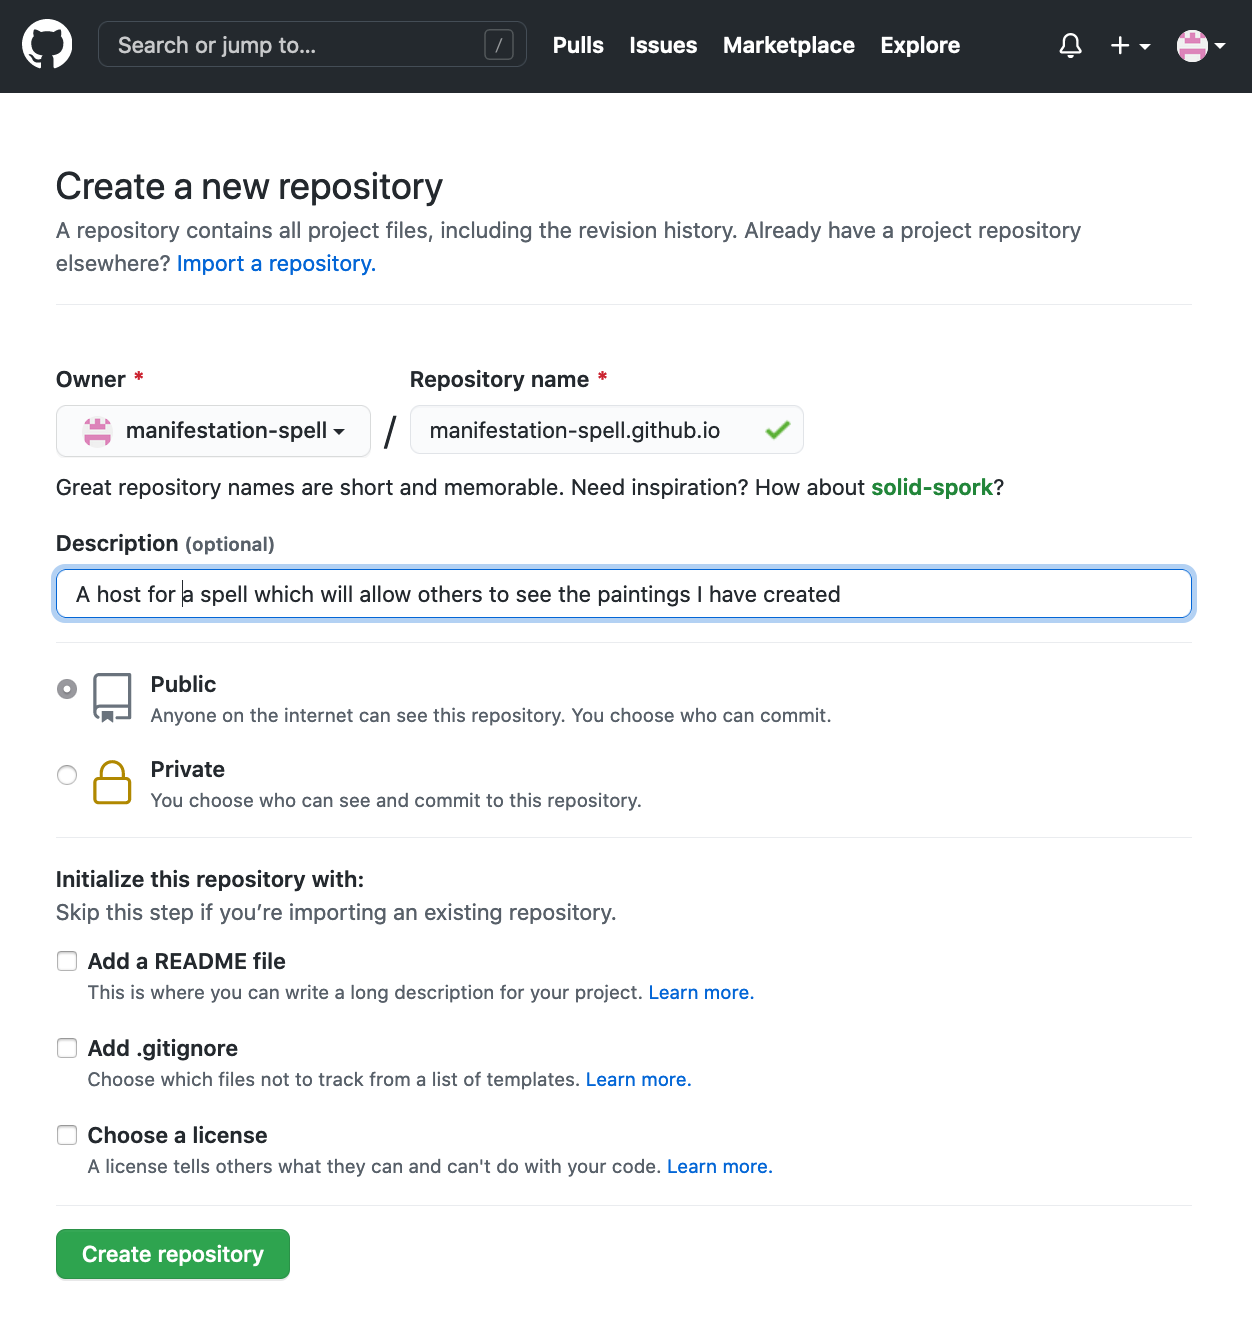 Search or jump to...
/
Pulls
Issues
Marketplace
Explore
Create a new repository
A repository contains all project files, including the revision history. Already have a project repository
elsewhere? Import a repository.
Owner *
Repository name *
manifestation-spell
/
manifestation-spell.github.io
Great repository names are short and memorable. Need inspiration? How about solid-spork?
Description (optional)
A host for a spell which will allow others to see the paintings I have created
Public
Anyone on the internet can see this repository. You choose who can commit.
Private
You choose who can see and commit to this repository.
Initialize this repository with:
Skip this step if you’re importing an existing repository.
Add a README file
This is where you can write a long description for your project. Learn more.
Add .gitignore
Choose which files not to track from a list of templates. Learn more.
Choose a license
A license tells others what they can and can't do with your code. Learn more.
Create repository